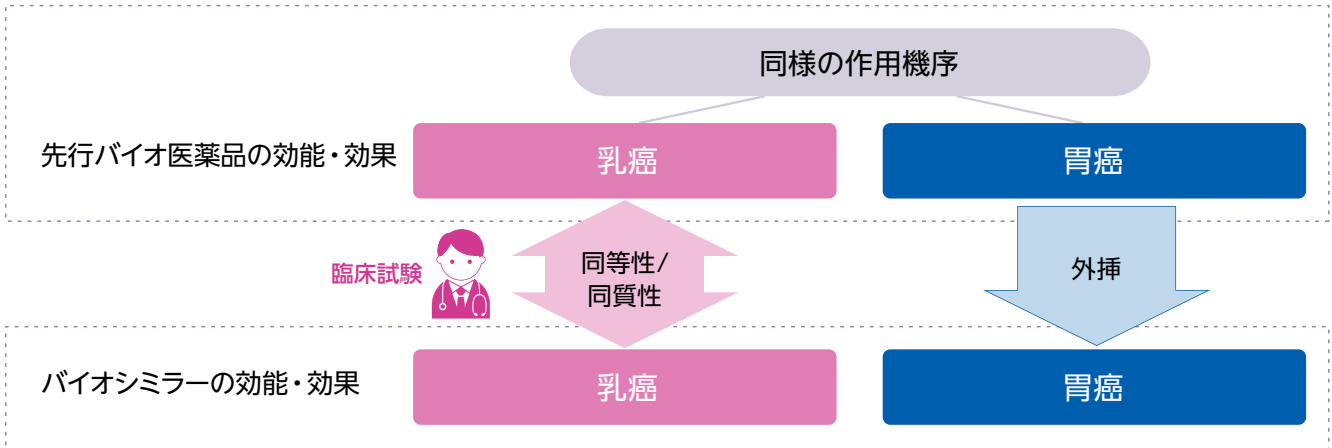 同様の作用機序
先行バイオ医薬品の効能・効果
乳癌
胃癌
臨床試験
同等性/
同質性
外挿
バイオシミラーの効能・効果
乳癌
胃癌